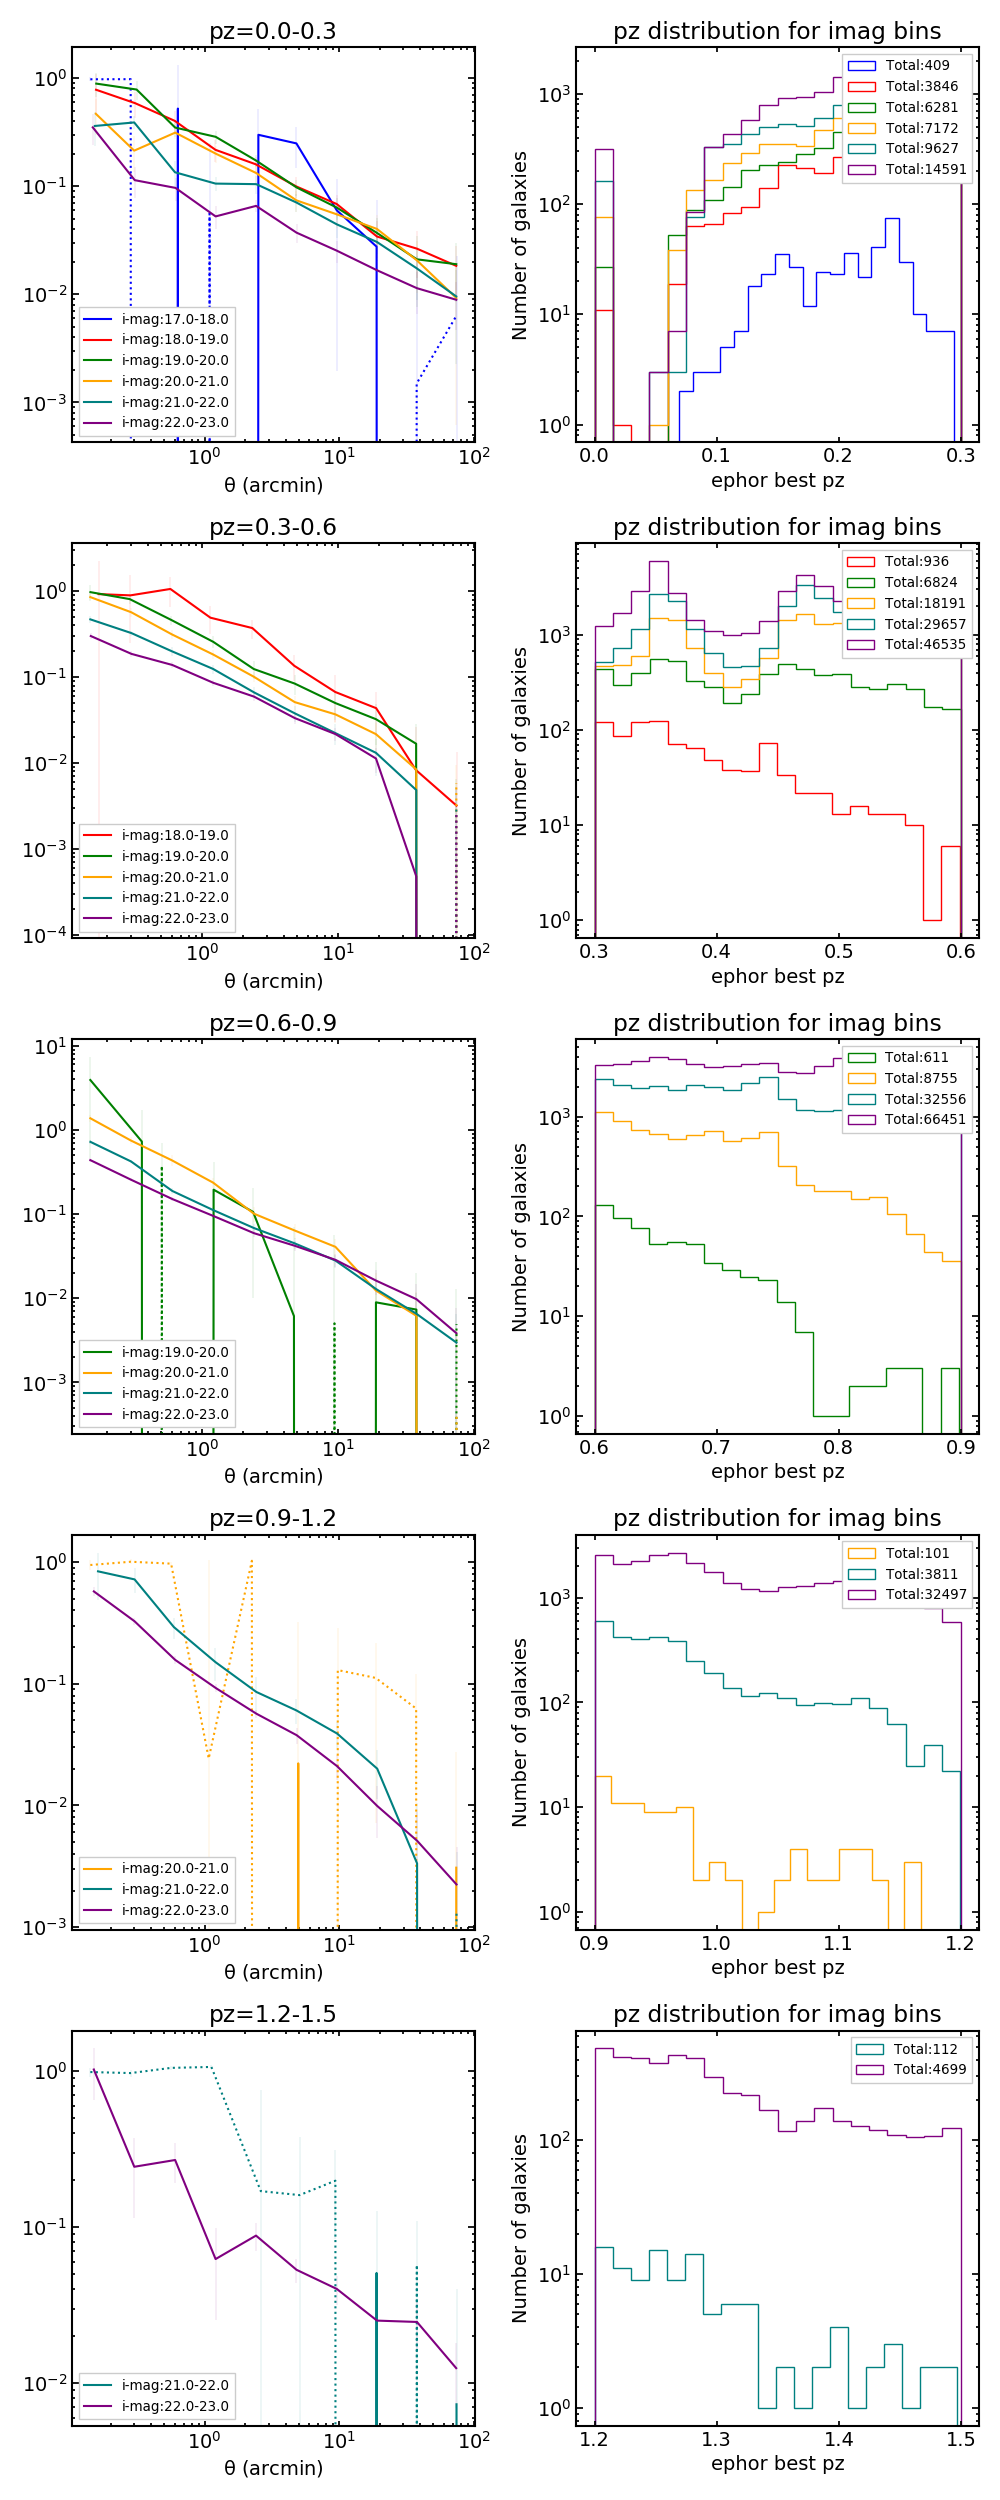 pz=0.0-0.3
10⁰
10⁻¹
10⁻²
10⁻³
i-mag:17.0-18.0
i-mag:18.0-19.0
i-mag:19.0-20.0
i-mag:20.0-21.0
i-mag:21.0-22.0
i-mag:22.0-23.0
10⁰ 10¹ 10²
θ (arcmin)
pz distribution for imag bins
Number of galaxies
10³
10²
10¹
10⁰
Total:409
Total:3846
Total:6281
Total:7172
Total:9627
Total:14591
0.0 0.1 0.2 0.3
ephor best pz
pz=0.3-0.6
10⁰
10⁻¹
10⁻²
10⁻³
10⁻⁴
i-mag:18.0-19.0
i-mag:19.0-20.0
i-mag:20.0-21.0
i-mag:21.0-22.0
i-mag:22.0-23.0
10⁰ 10¹ 10²
θ (arcmin)
pz distribution for imag bins
Number of galaxies
10³
10²
10¹
10⁰
Total:936
Total:6824
Total:18191
Total:29657
Total:46535
0.3 0.4 0.5 0.6
ephor best pz
pz=0.6-0.9
10¹
10⁰
10⁻¹
10⁻²
10⁻³
i-mag:19.0-20.0
i-mag:20.0-21.0
i-mag:21.0-22.0
i-mag:22.0-23.0
10⁰ 10¹ 10²
θ (arcmin)
pz distribution for imag bins
Number of galaxies
10³
10²
10¹
10⁰
Total:611
Total:8755
Total:32556
Total:66451
0.6 0.7 0.8 0.9
ephor best pz
pz=0.9-1.2
10⁰
10⁻¹
10⁻²
10⁻³
i-mag:20.0-21.0
i-mag:21.0-22.0
i-mag:22.0-23.0
10⁰ 10¹ 10²
θ (arcmin)
pz distribution for imag bins
Number of galaxies
10³
10²
10¹
10⁰
Total:101
Total:3811
Total:32497
0.9 1.0 1.1 1.2
ephor best pz
pz=1.2-1.5
10⁰
10⁻¹
10⁻²
i-mag:21.0-22.0
i-mag:22.0-23.0
10⁰ 10¹ 10²
θ (arcmin)
pz distribution for imag bins
Number of galaxies
10²
10¹
10⁰
Total:112
Total:4699
1.2 1.3 1.4 1.5
ephor best pz